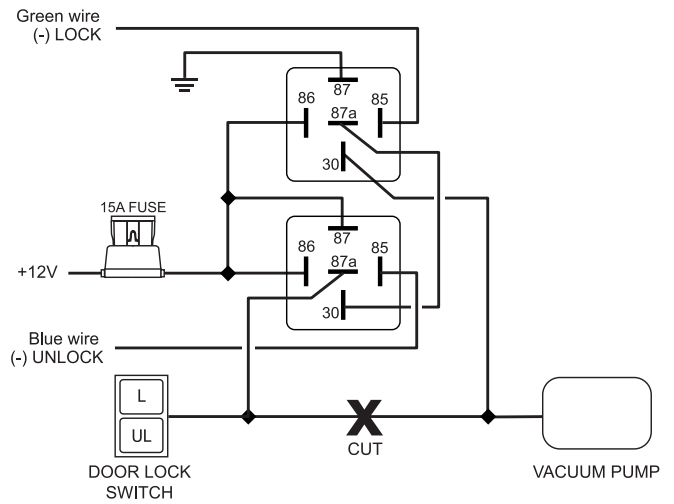 Green wire
(-) LOCK
87
86
85
87a
30
15A FUSE
87
86
85
87a
+12V
30
Blue wire
(-) UNLOCK
L
UL
CUT
DOOR LOCK
SWITCH
VACUUM PUMP